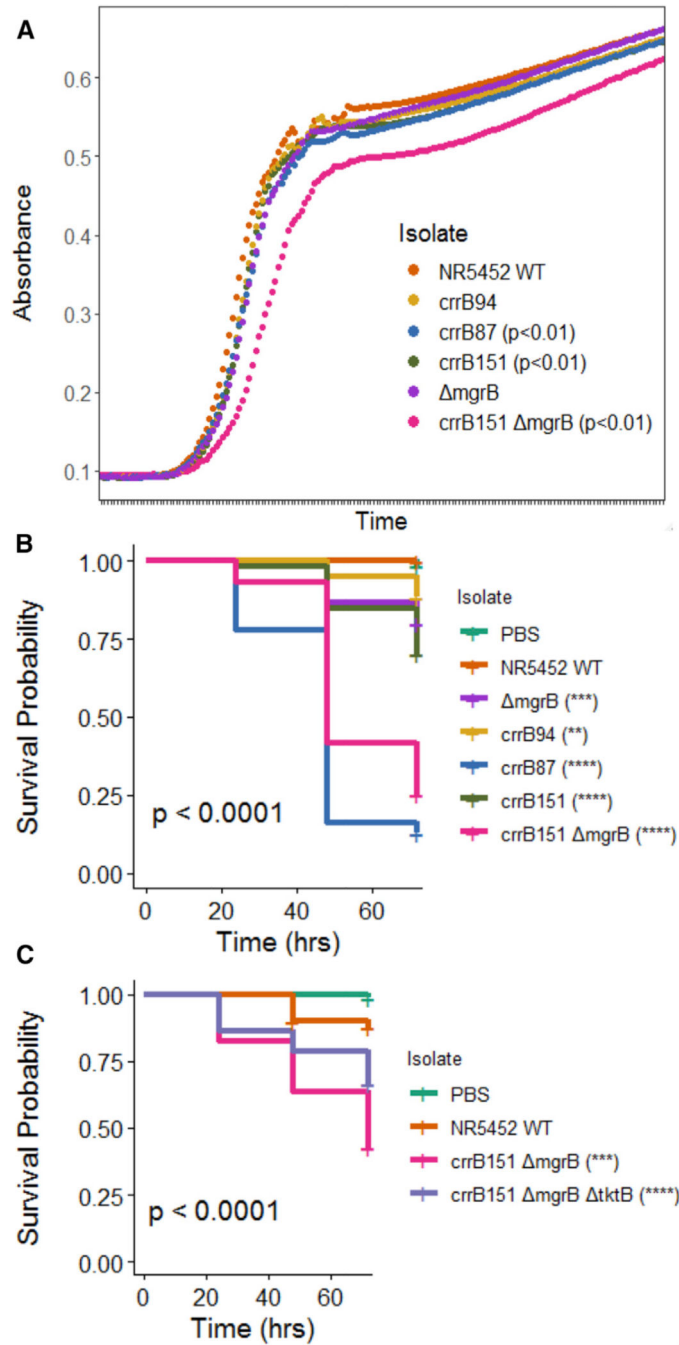 A
Absorbance
0.6
0.5
0.4
0.3
0.2
0.1
Isolate
NR5452 WT
crrB94
crrB87 (p<0.01)
crrB151 (p<0.01)
ΔmgrB
crrB151 ΔmgrB (p<0.01)
Time
B
Survival Probability
1.00
0.75
0.50
0.25
0.00
p < 0.0001
0 20 40 60
Time (hrs)
Isolate
PBS
NR5452 WT
ΔmgrB (***)
crrB94 (**)
crrB87 (****)
crrB151 (****)
crrB151 ΔmgrB (****)
C
Survival Probability
1.00
0.75
0.50
0.25
0.00
p < 0.0001
0 20 40 60
Time (hrs)
Isolate
PBS
NR5452 WT
crrB151 ΔmgrB (***)
crrB151 ΔmgrB ΔtktB (****)